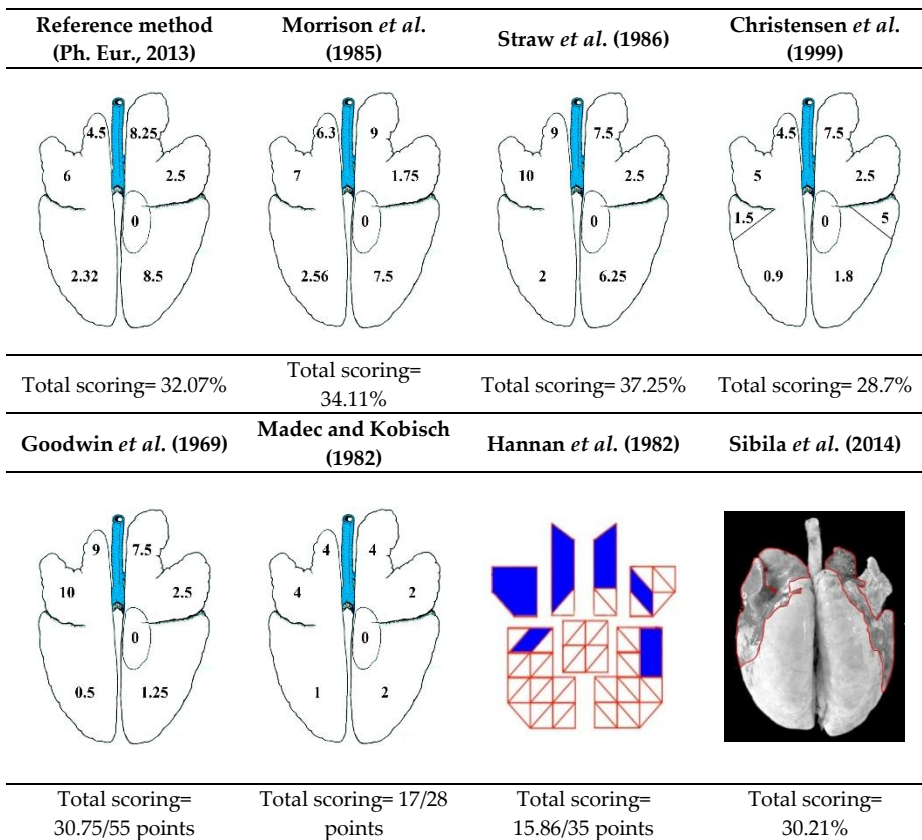 Reference method Morrison et al. Straw et al. (1986) Christensen et al.
(Ph. Eur., 2013) (1985) (1999)
4.5 8.25 6.3 9 9 7.5 4.5 7.5
6 2.5 7 1.75 10 2.5 5 2.5
0 0 0 1.5 0 5
2.32 8.5 2.56 7.5 2 6.25 0.9 1.8
Total scoring= 32.07% Total scoring= Total scoring= 37.25% Total scoring= 28.7%
34.11%
Goodwin et al. (1969) Madec and Kobisch Hannan et al. (1982) Sibila et al. (2014)
(1982)
9 7.5 4 4
10 2.5 4 2
0 0
0.5 1.25 1 2
Total scoring= Total scoring= 17/28 Total scoring= Total scoring=
30.75/55 points points 15.86/35 points 30.21%